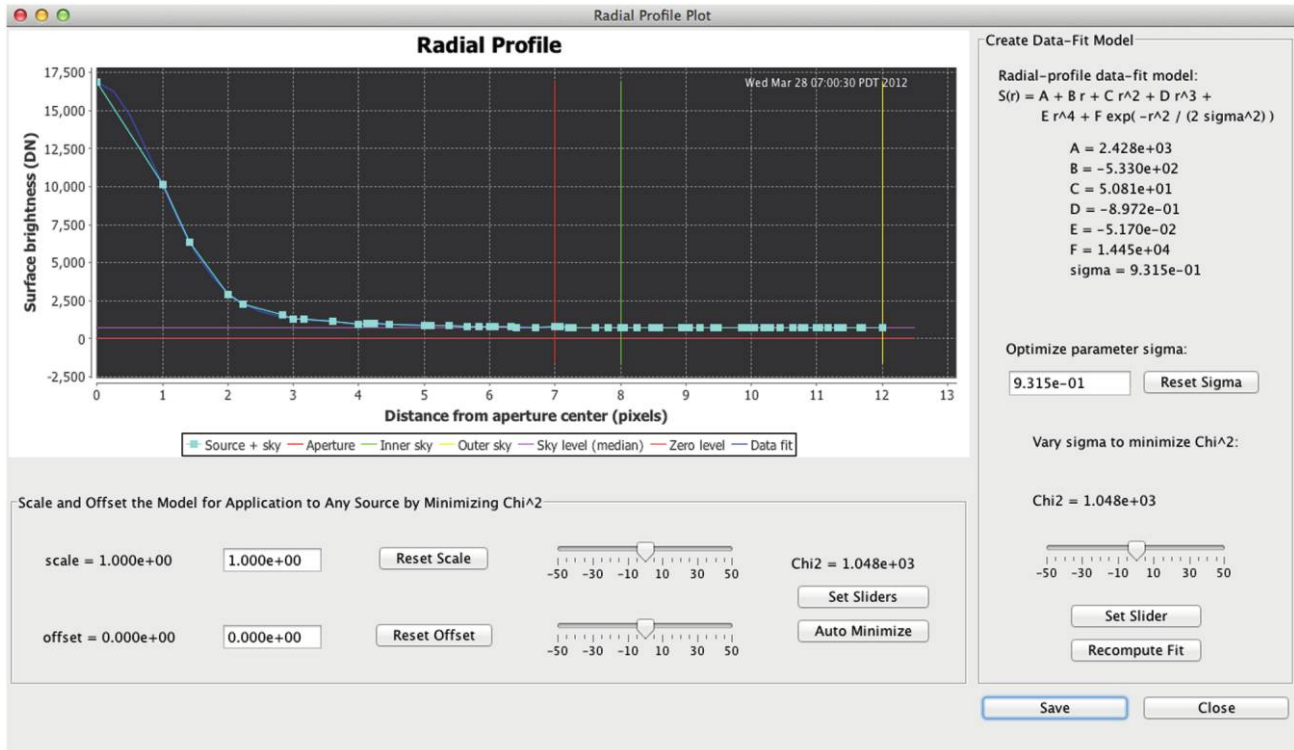 Radial Profile Plot
Radial Profile
17,500
15,000
12,500
10,000
7,500
5,000
2,500
0
-2,500
Surface brightness (DN)
Wed Mar 28 07:00:30 PDT 2012
0 1 2 3 4 5 6 7 8 9 10 11 12 13
Distance from aperture center (pixels)
Source + sky Aperture Inner sky Outer sky Sky level (median) Zero level Data fit
Create Data-Fit Model
Radial-profile data-fit model:
S(r) = A + B r + C r^2 + D r^3 +
E r^4 + F exp( -r^2 / (2 sigma^2) )
A = 2.428e+03
B = -5.330e+02
C = 5.081e+01
D = -8.972e-01
E = -5.170e-02
F = 1.445e+04
sigma = 9.315e-01
Optimize parameter sigma:
9.315e-01 Reset Sigma
Vary sigma to minimize Chi^2:
Chi2 = 1.048e+03
-50 -30 -10 10 30 50
Set Slider
Recompute Fit
Scale and Offset the Model for Application to Any Source by Minimizing Chi^2
scale = 1.000e+00 1.000e+00 Reset Scale
-50 -30 -10 10 30 50
offset = 0.000e+00 0.000e+00 Reset Offset
-50 -30 -10 10 30 50
Chi2 = 1.048e+03
Set Sliders
Auto Minimize
Save Close